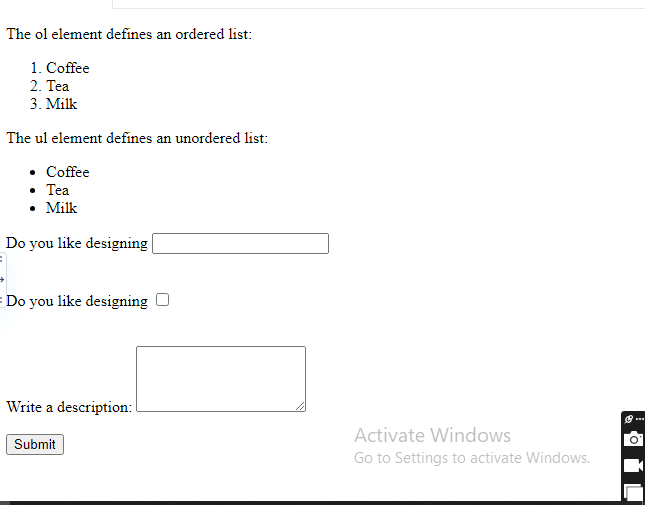 The ol element defines an ordered list:
1. Coffee
2. Tea
3. Milk
The ul element defines an unordered list:
• Coffee
• Tea
• Milk
Do you like designing
Do you like designing
Write a description:
Submit
Activate Windows
Go to Settings to activate Windows.